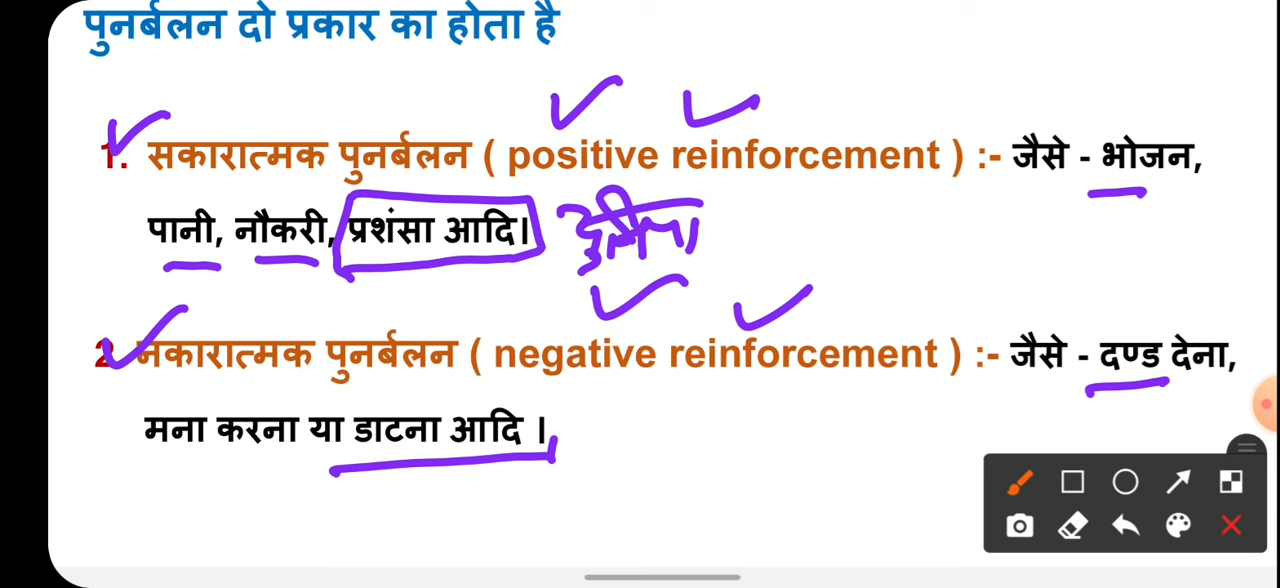 पुनर्बलन दो प्रकार का होता है
1. सकारात्मक पुनर्बलन ( positive reinforcement ) :- जैसे - भोजन,
पानी, नौकरी, प्रशंसा आदि।
2 नकारात्मक पुनर्बलन ( negative reinforcement ) :- जैसे - दण्ड देना,
मना करना या डाटना आदि ।